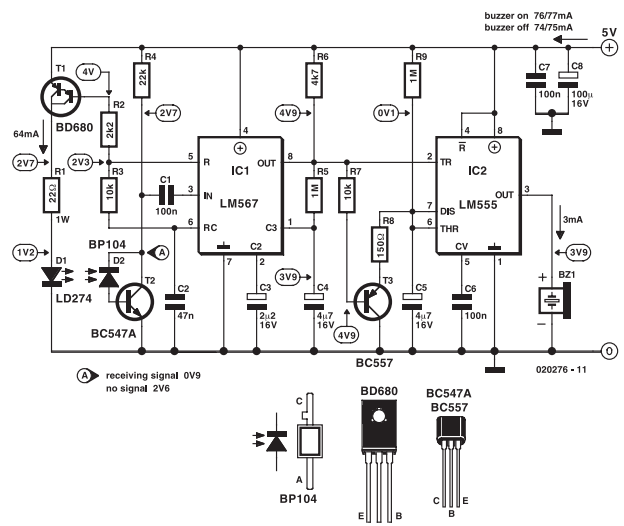 buzzer on 76/77mA
buzzer off 74/75mA
5V
T1
4V
R4
22k
R6
4k7
R9
1M
C7
100n
C8
100µ
16V
BD680
R2
2k2
2V7
4V9
0V1
64mA
2V7
2V3
R1
22Ω
1W
R3
10k
C1
100n
4
5
R
3
IN
6
RC
IC1
LM567
OUT
8
C3
1
7
C2
2
R5
1M
R7
10k
R8
150Ω
4
R
8
2
TR
IC2
LM555
7
DIS
6
THR
OUT
3
CV
5
1
3mA
3V9
1V2
D1
LD274
BP104
D2
A
T2
BC547A
C2
47n
C3
2µ2
16V
3V9
C4
4µ7
16V
4V9
T3
BC557
C5
4µ7
16V
C6
100n
BZ1
+
–
0
020276 - 11
A receiving signal 0V9
no signal 2V6
C
A
BP104
BD680
E
C
B
BC547A
BC557
C
B
E